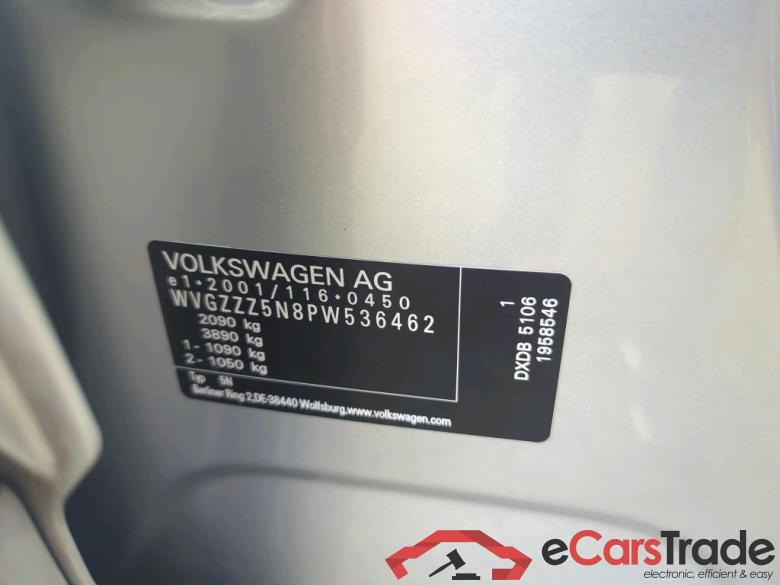 VOLKSWAGEN AG
e1*2001/116*0450
WVGZZZ5N8PW536462
2090 kg
3890 kg
1 - 1090 kg
2 - 1050 kg
Typ 5N
Berliner Ring 2,DE-38440 Wolfsburg,www.volkswagen.com
DXDB 5106 1
1958546
eCarsTrade
electronic, efficient & easy